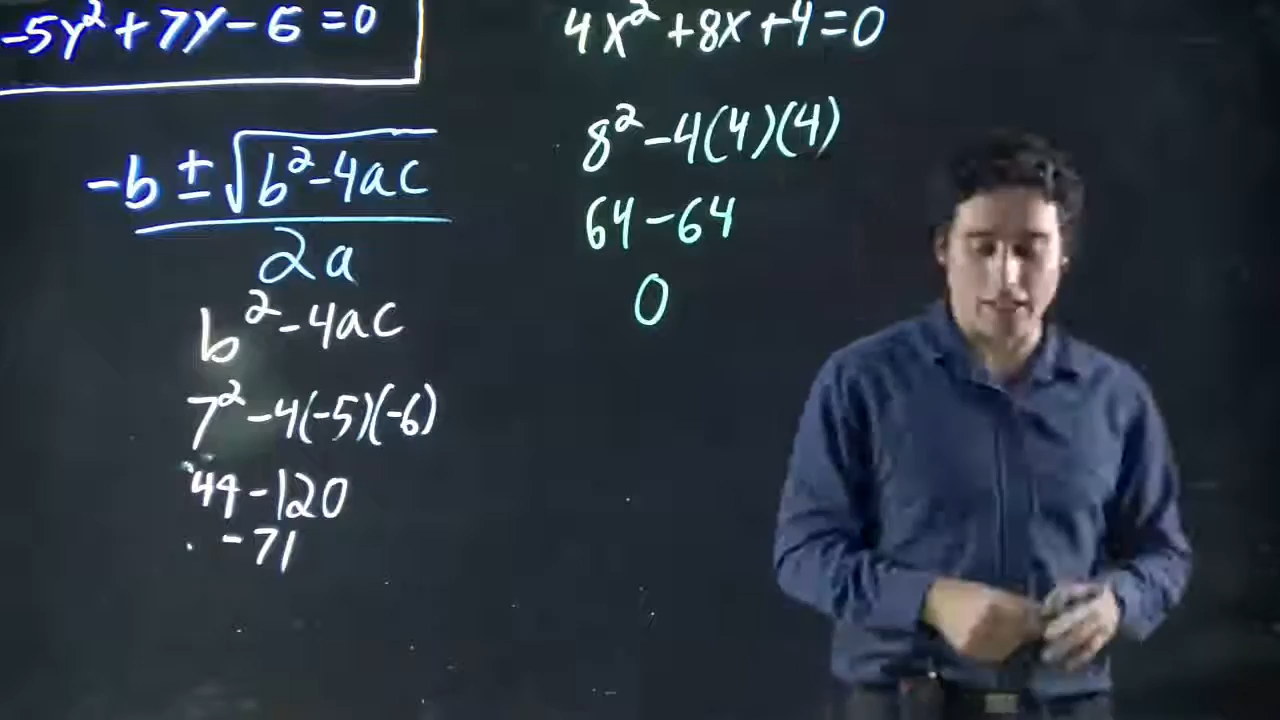 -5y²+7y-6=0
-b ± √b²-4ac
2a
b²-4ac
7²-4(-5)(-6)
49-120
-71
4x²+8x+4=0
8²-4(4)(4)
64-64
0